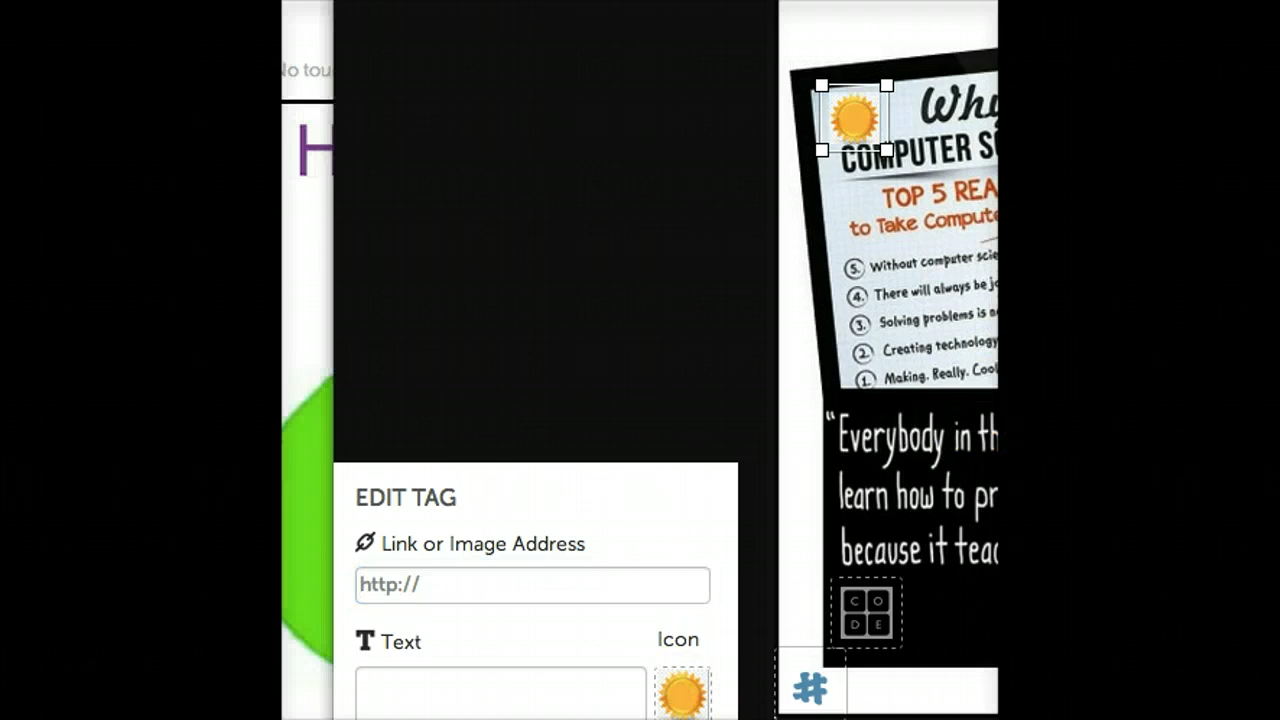 No tou
H
EDIT TAG
Link or Image Address
http://
Text
Icon
Why
COMPUTER SC
TOP 5 REA
to Take Compute
5. Without computer scie
4. There will always be jo
3. Solving problems is n
2. Creating technology
1. Making. Really. Cool
“Everybody in th
learn how to pr
because it teac
C O
D E
#